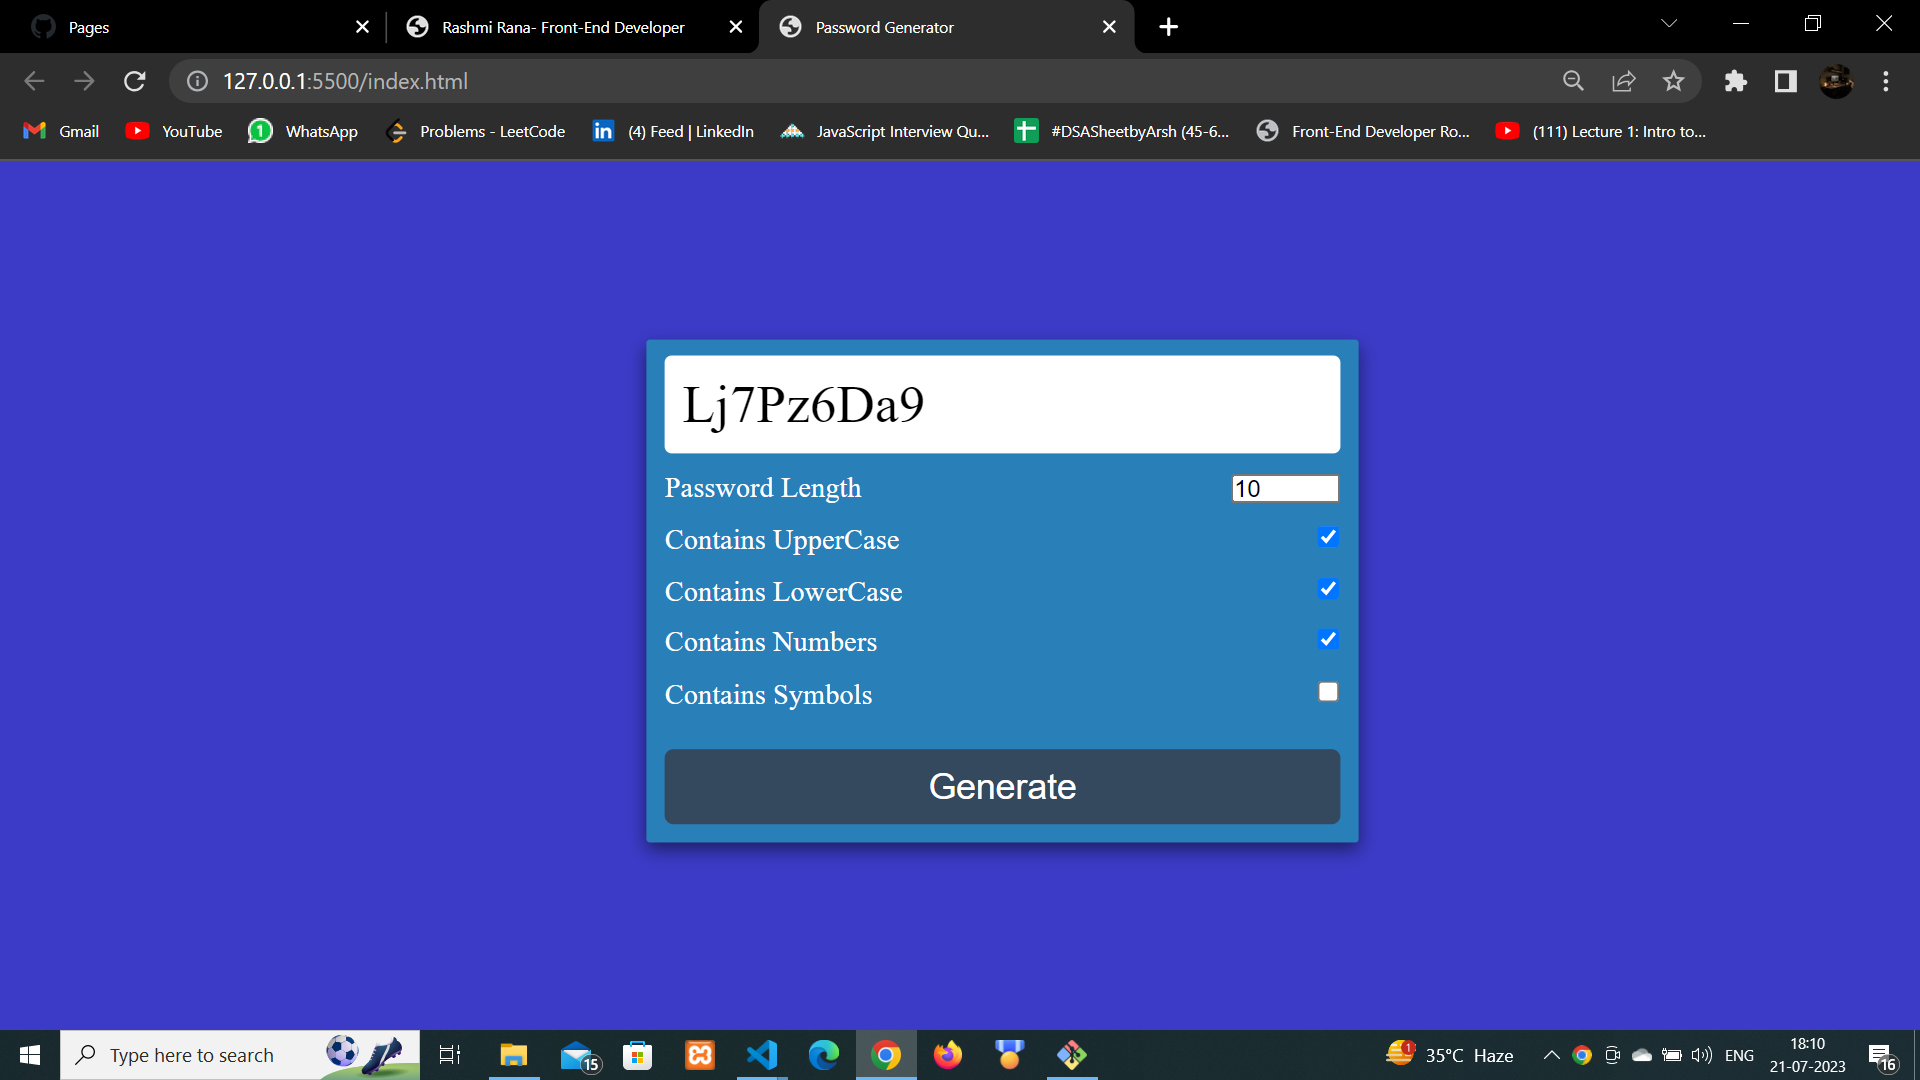 Pages
Rashmi Rana- Front-End Developer
Password Generator
127.0.0.1:5500/index.html
Gmail
YouTube
1
WhatsApp
Problems - LeetCode
in
(4) Feed | LinkedIn
JavaScript Interview Qu...
#DSASheetbyArsh (45-6...
Front-End Developer Ro...
(111) Lecture 1: Intro to...
Lj7Pz6Da9
Password Length
10
Contains UpperCase
Contains LowerCase
Contains Numbers
Contains Symbols
Generate
Type here to search
15
1
35°C Haze
ENG
18:10
21-07-2023
16